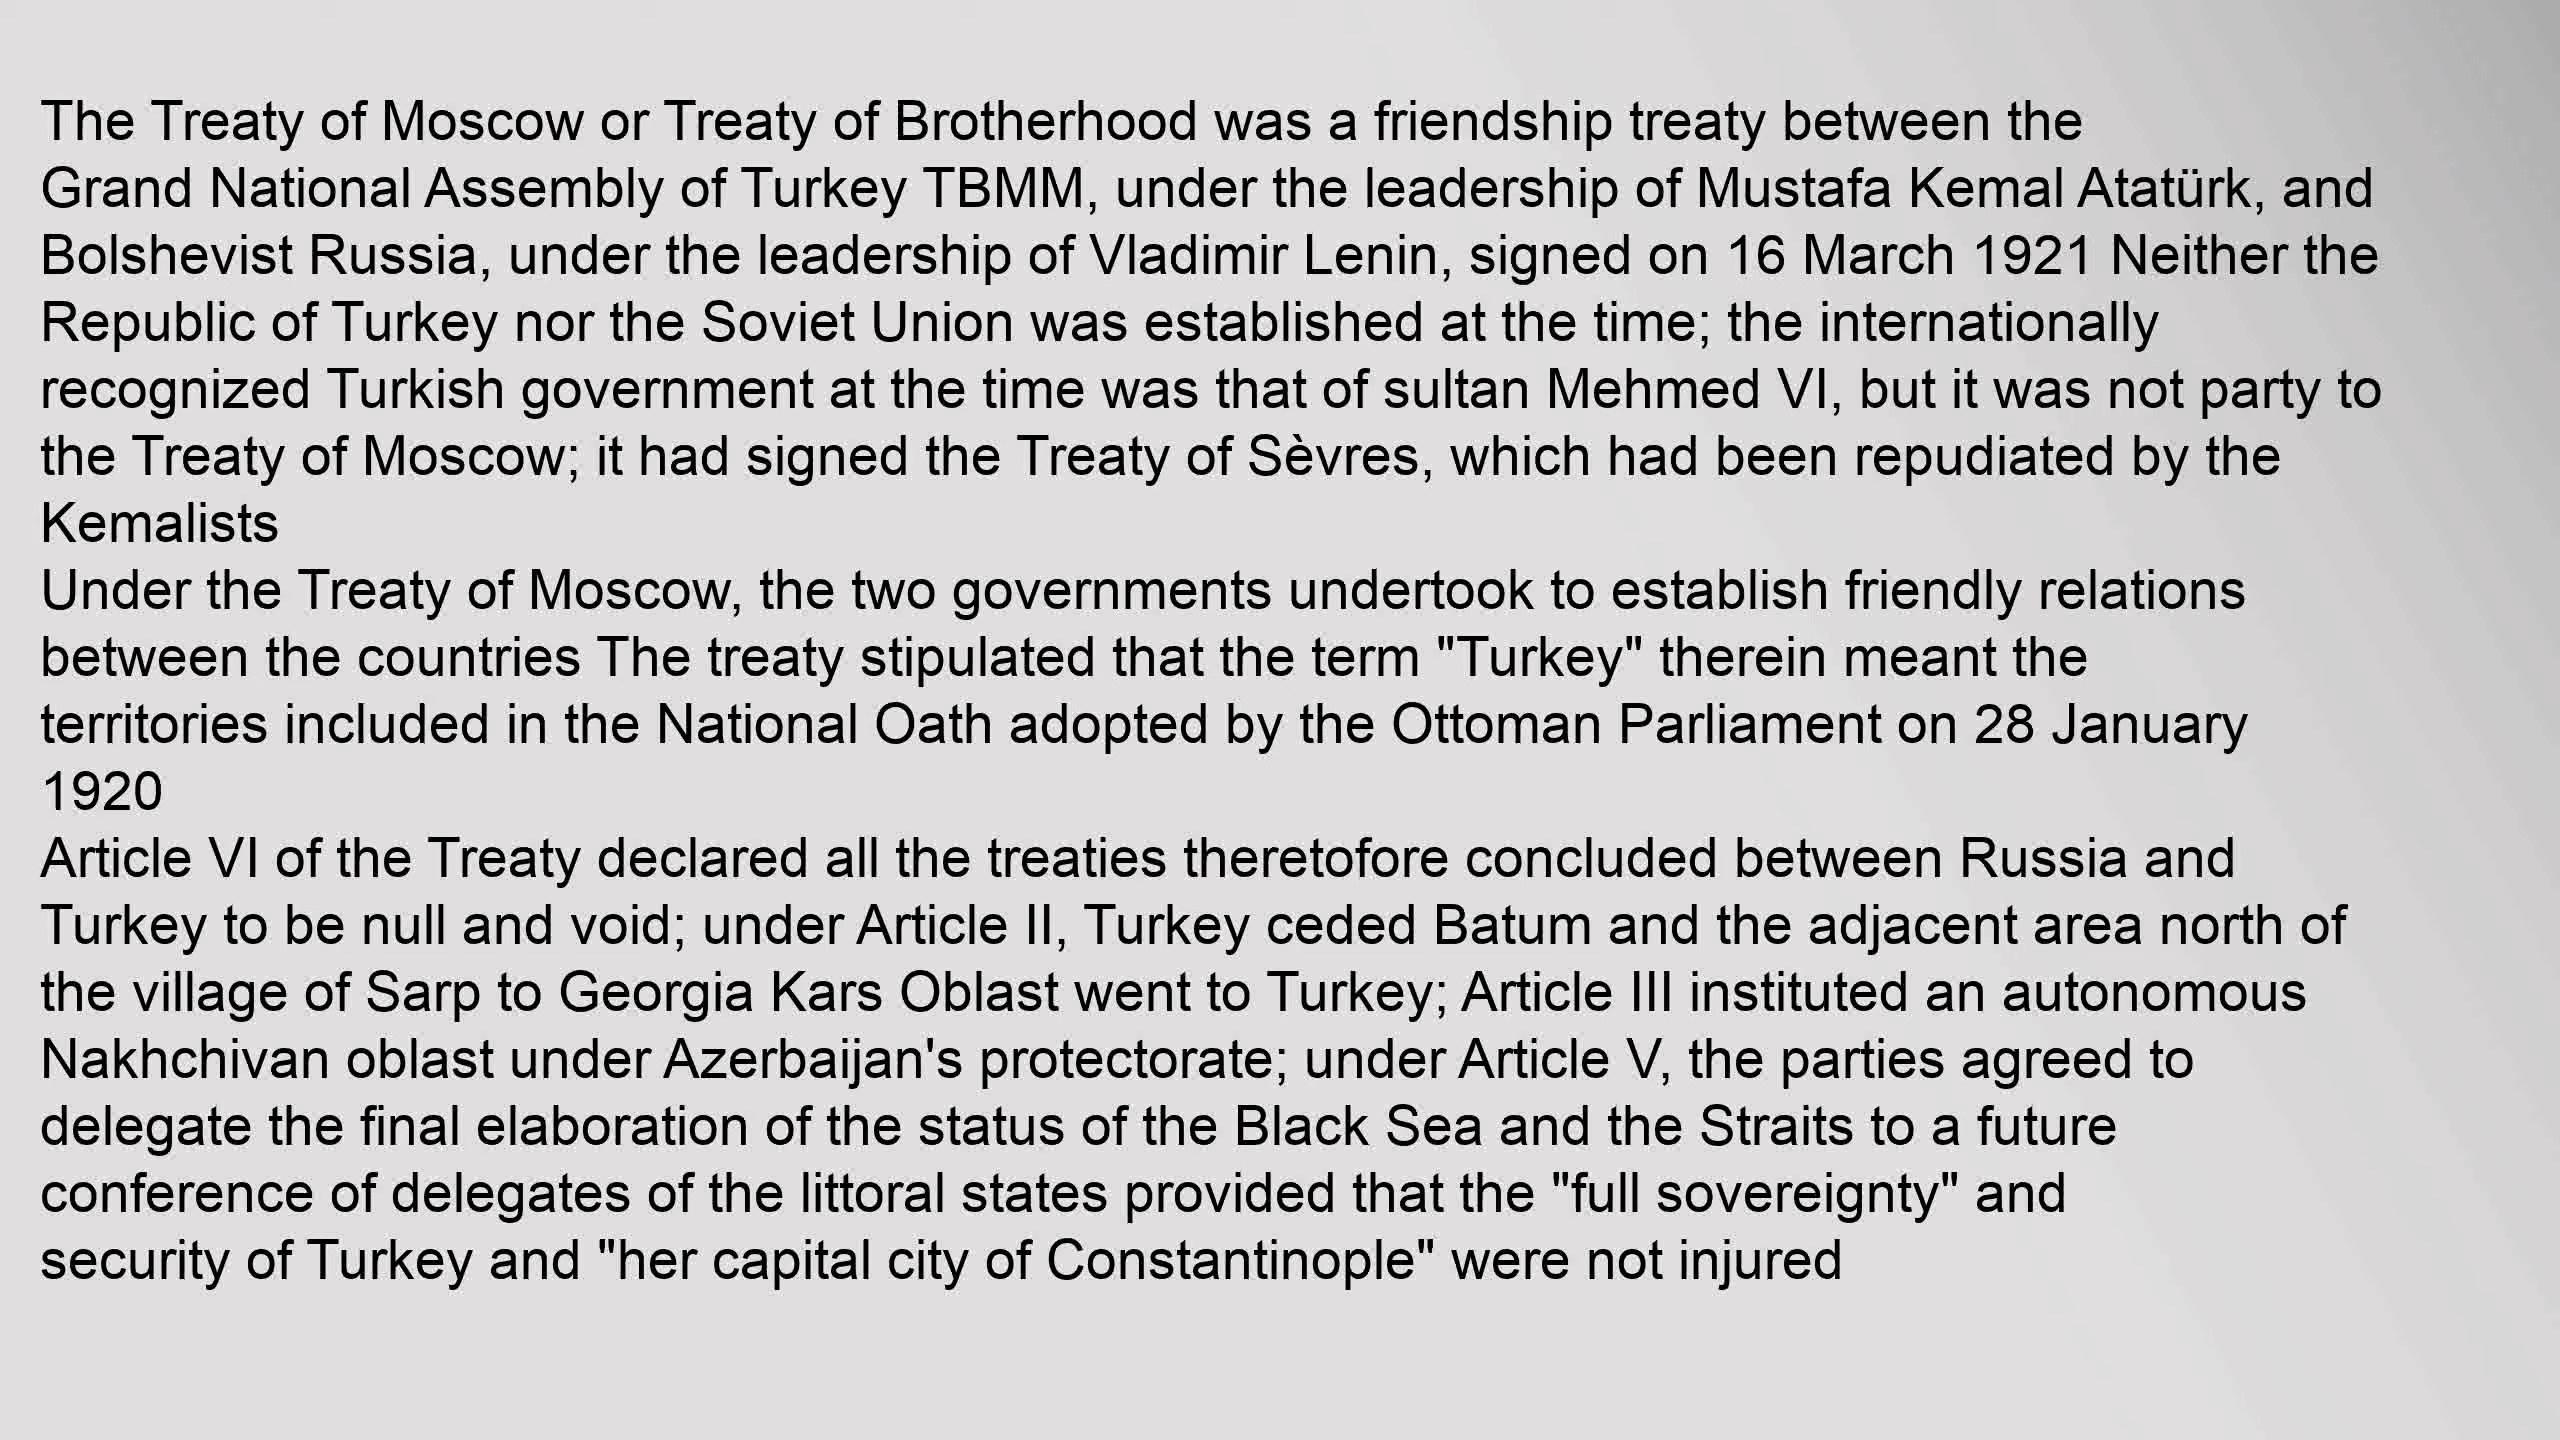 The Treaty of Moscow or Treaty of Brotherhood was a friendship treaty between the
Grand National Assembly of Turkey TBMM, under the leadership of Mustafa Kemal Atatürk, and
Bolshevist Russia, under the leadership of Vladimir Lenin, signed on 16 March 1921 Neither the
Republic of Turkey nor the Soviet Union was established at the time; the internationally
recognized Turkish government at the time was that of sultan Mehmed VI, but it was not party to
the Treaty of Moscow; it had signed the Treaty of Sèvres, which had been repudiated by the
Kemalists
Under the Treaty of Moscow, the two governments undertook to establish friendly relations
between the countries The treaty stipulated that the term "Turkey" therein meant the
territories included in the National Oath adopted by the Ottoman Parliament on 28 January
1920
Article VI of the Treaty declared all the treaties theretofore concluded between Russia and
Turkey to be null and void; under Article II, Turkey ceded Batum and the adjacent area north of
the village of Sarp to Georgia Kars Oblast went to Turkey; Article III instituted an autonomous
Nakhchivan oblast under Azerbaijan's protectorate; under Article V, the parties agreed to
delegate the final elaboration of the status of the Black Sea and the Straits to a future
conference of delegates of the littoral states provided that the "full sovereignty" and
security of Turkey and "her capital city of Constantinople" were not injured